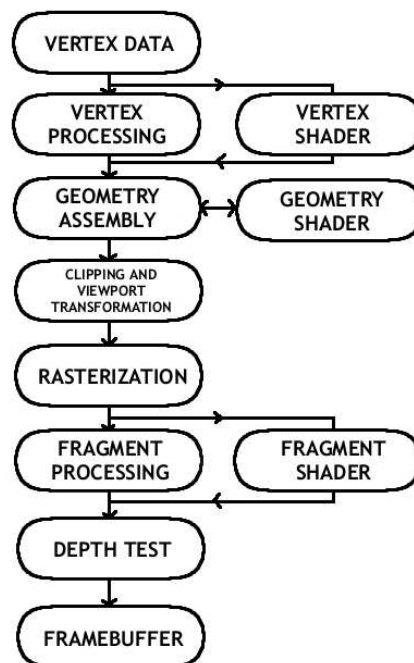 VERTEX DATA
VERTEX
PROCESSING
VERTEX
SHADER
GEOMETRY
ASSEMBLY
GEOMETRY
SHADER
CLIPPING AND
VIEWPORT
TRANSFORMATION
RASTERIZATION
FRAGMENT
PROCESSING
FRAGMENT
SHADER
DEPTH TEST
FRAMEBUFFER